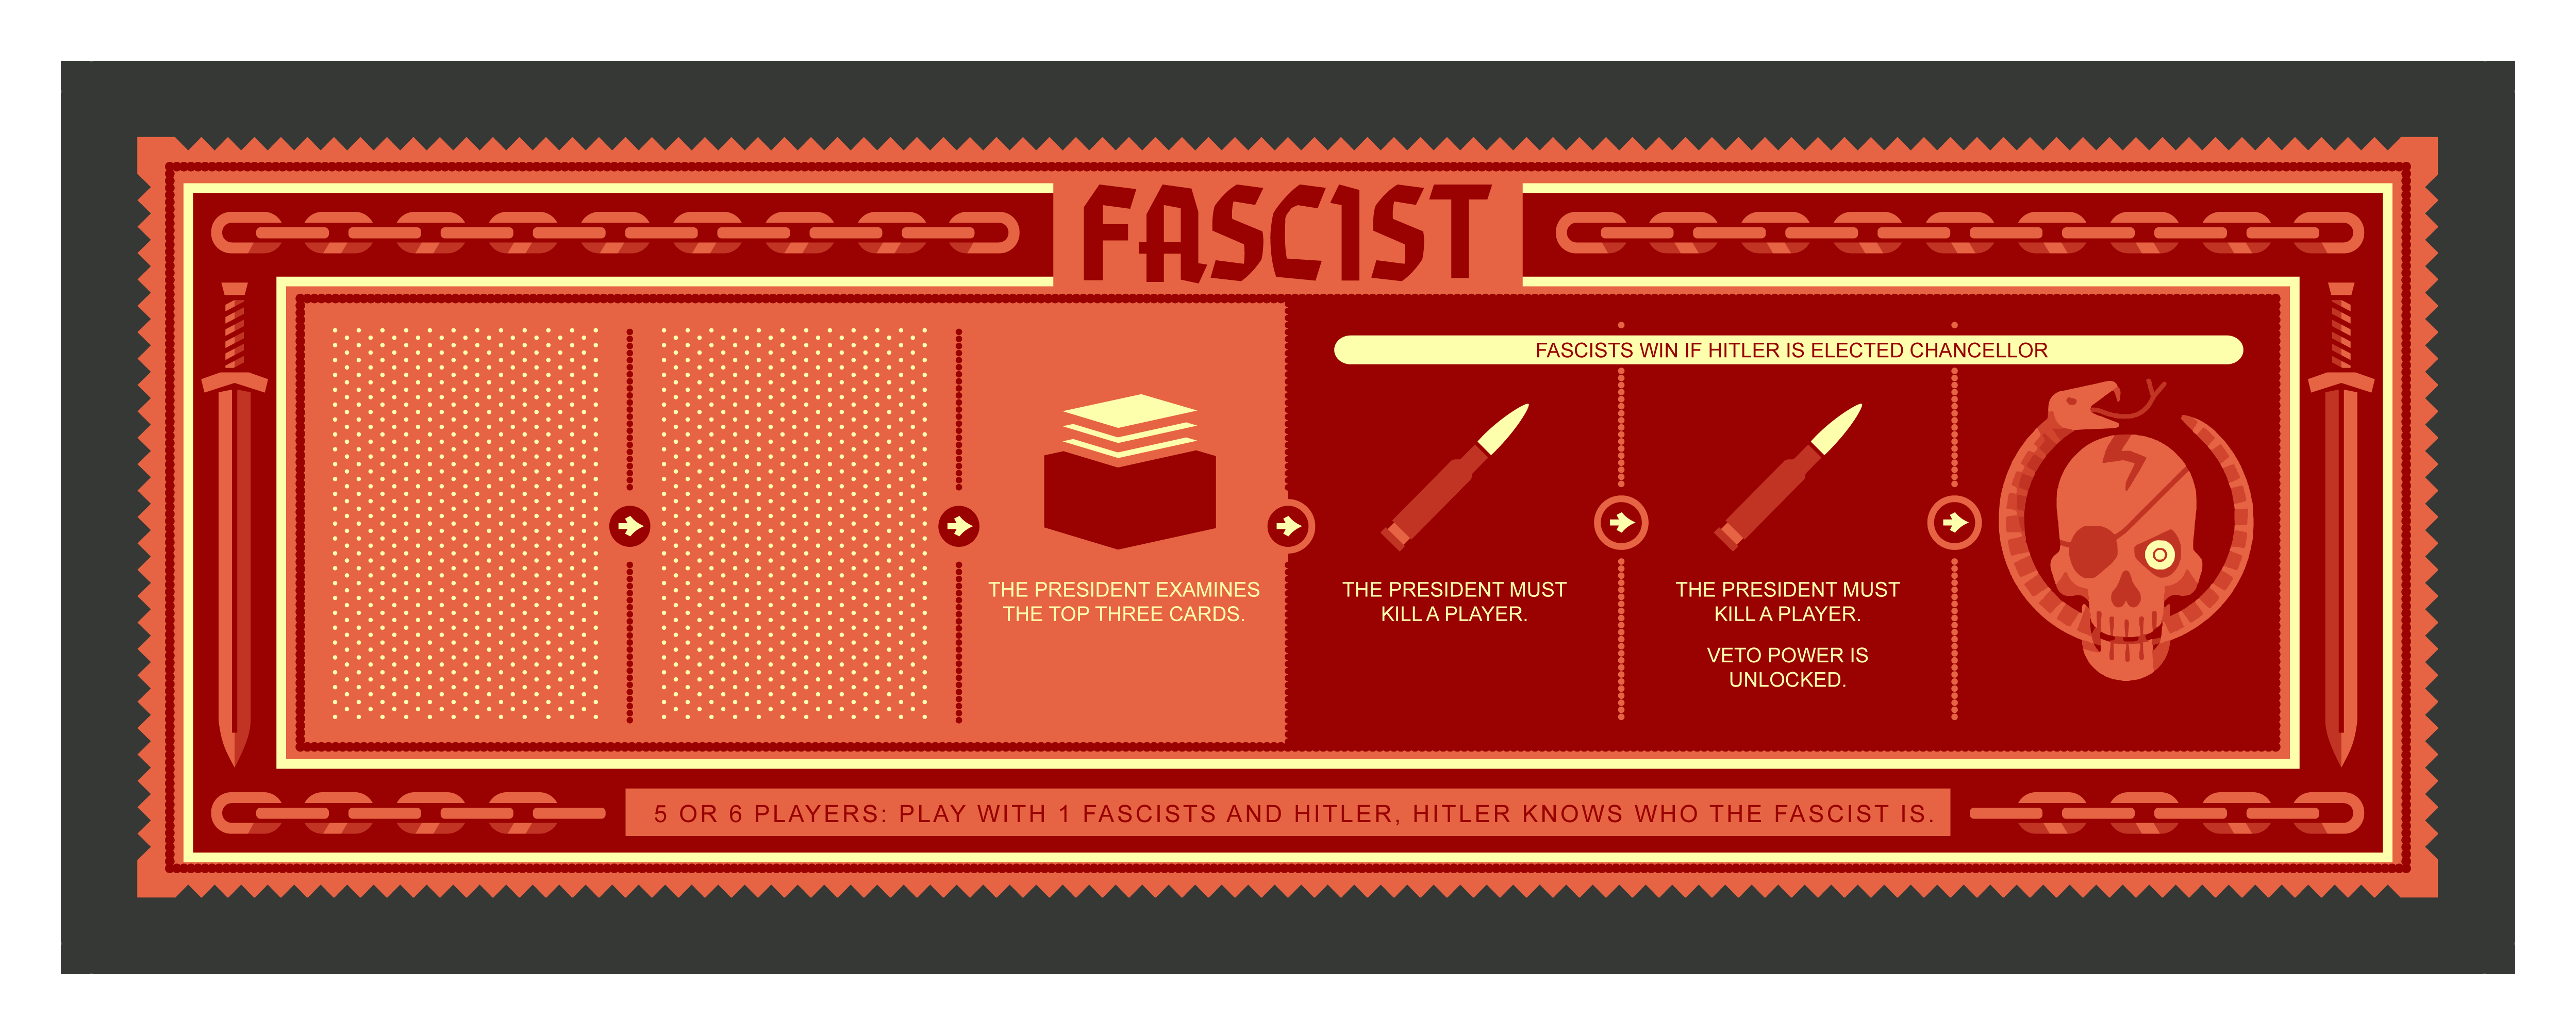 FASCIST
FASCISTS WIN IF HITLER IS ELECTED CHANCELLOR
THE PRESIDENT EXAMINES
THE TOP THREE CARDS.
THE PRESIDENT MUST
KILL A PLAYER.
THE PRESIDENT MUST
KILL A PLAYER.
VETO POWER IS
UNLOCKED.
5 OR 6 PLAYERS: PLAY WITH 1 FASCISTS AND HITLER, HITLER KNOWS WHO THE FASCIST IS.